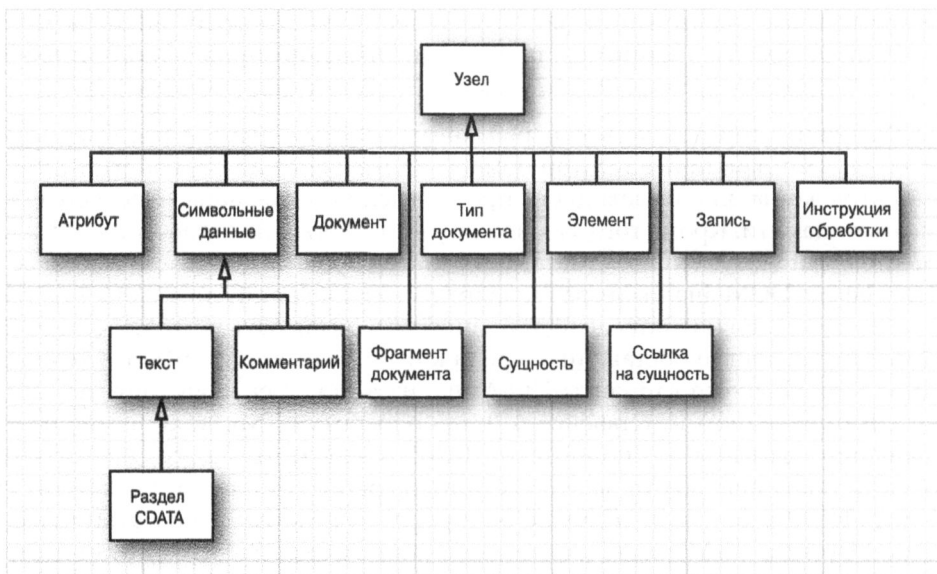 Узел
Атрибут
Символьные
данные
Документ
Тип
документа
Элемент
Запись
Инструкция
обработки
Текст
Комментарий
Фрагмент
документа
Сущность
Ссылка
на сущность
Раздел
CDATA